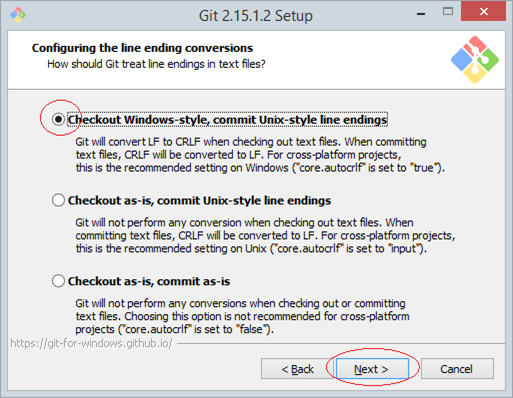 Git 2.15.1.2 Setup
Configuring the line ending conversions
How should Git treat line endings in text files?
Checkout Windows-style, commit Unix-style line endings
Git will convert LF to CRLF when checking out text files. When committing
text files, CRLF will be converted to LF. For cross-platform projects,
this is the recommended setting on Windows ("core.autocrlf" is set to "true").
Checkout as-is, commit Unix-style line endings
Git will not perform any conversion when checking out text files. When
committing text files, CRLF will be converted to LF. For cross-platform projects,
this is the recommended setting on Unix ("core.autocrlf" is set to "input").
Checkout as-is, commit as-is
Git will not perform any conversions when checking out or committing
text files. Choosing this option is not recommended for cross-platform
projects ("core.autocrlf" is set to "false").
https://git-for-windows.github.io/
< Back
Next >
Cancel